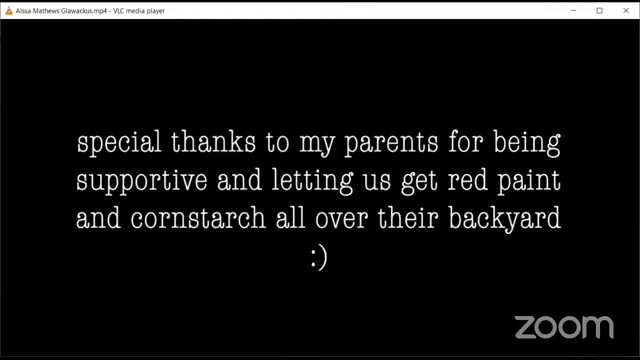 Alssa Mathews Glawackus.mp4 - VLC media player
special thanks to my parents for being
supportive and letting us get red paint
and cornstarch all over their backyard
:)
zoom